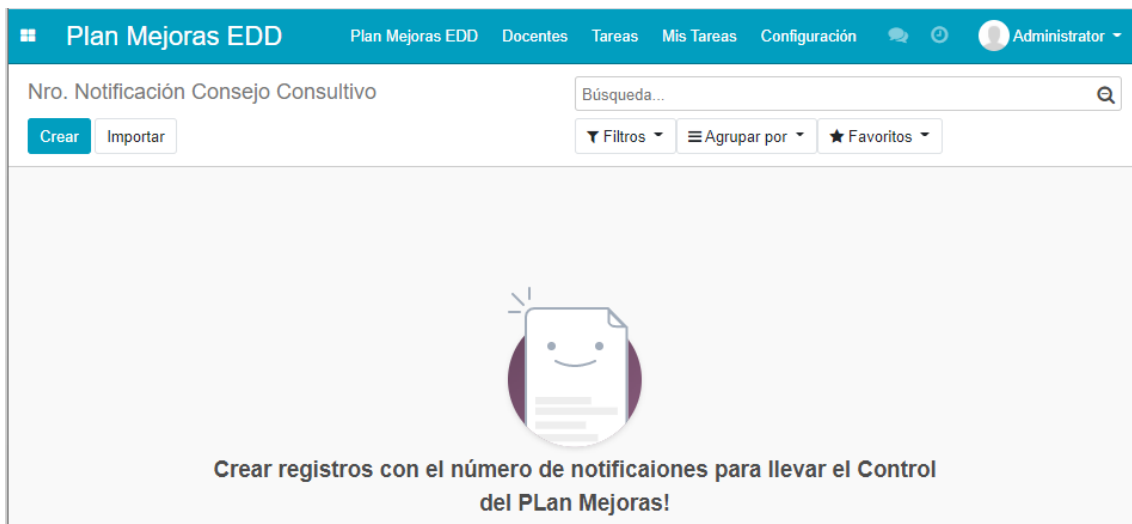 Plan Mejoras EDD
Plan Mejoras EDD Docentes Tareas Mis Tareas Configuración Administrator
Nro. Notificación Consejo Consultivo
Búsqueda...
Crear Importar
Filtros Agrupar por Favoritos
Crear registros con el número de notificaiones para llevar el Control
del PLan Mejoras!